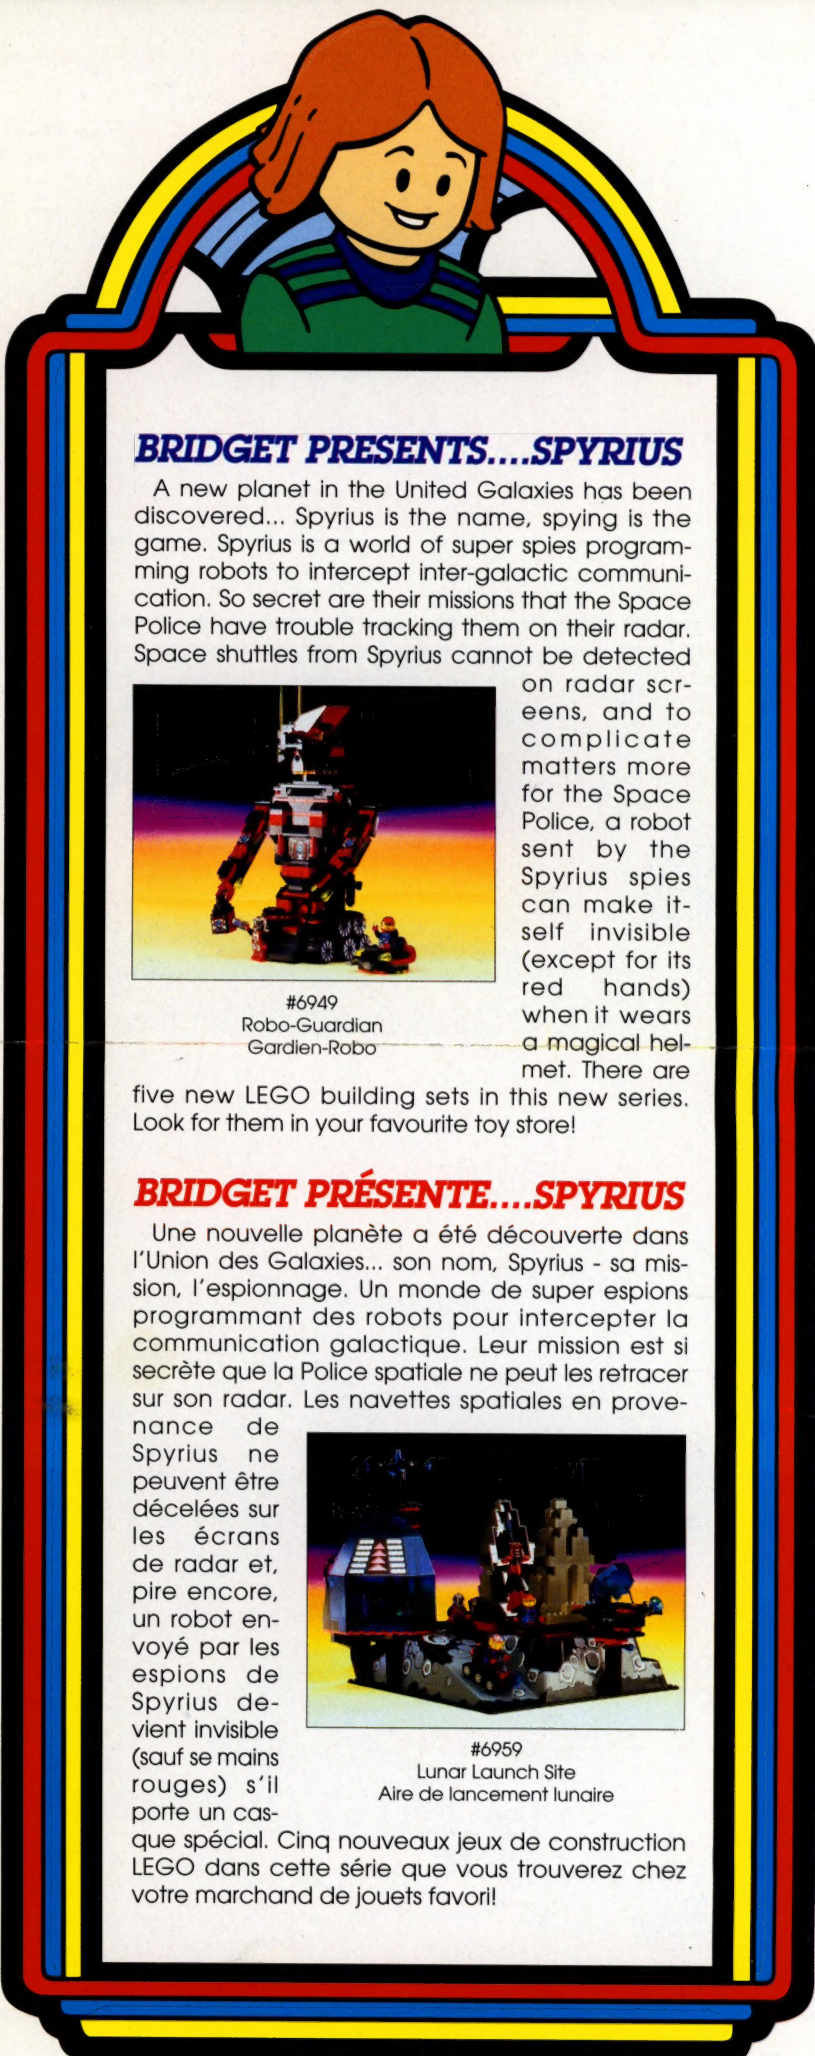 BRIDGET PRESENTS....SPYRIUS
A new planet in the United Galaxies has been
discovered... Spyrius is the name, spying is the
game. Spyrius is a world of super spies program-
ming robots to intercept inter-galactic communi-
cation. So secret are their missions that the Space
Police have trouble tracking them on their radar.
Space shuttles from Spyrius cannot be detected
on radar scr-
eens, and to
complicate
matters more
for the Space
Police, a robot
sent by the
Spyrius spies
can make it-
self invisible
(except for its
red hands)
when it wears
a magical hel-
met. There are
#6949
Robo-Guardian
Gardien-Robo
five new LEGO building sets in this new series.
Look for them in your favourite toy store!
BRIDGET PRÉSENTE....SPYRIUS
Une nouvelle planète a été découverte dans
l'Union des Galaxies... son nom, Spyrius - sa mis-
sion, l'espionnage. Un monde de super espions
programmant des robots pour intercepter la
communication galactique. Leur mission est si
secrète que la Police spatiale ne peut les retracer
sur son radar. Les navettes spatiales en prove-
nance de
Spyrius ne
peuvent être
décelées sur
les écrans
de radar et,
pire encore,
un robot en-
voyé par les
espions de
Spyrius de-
vient invisible
(sauf se mains
rouges) s'il
porte un cas-
#6959
Lunar Launch Site
Aire de lancement lunaire
que spécial. Cinq nouveaux jeux de construction
LEGO dans cette série que vous trouverez chez
votre marchand de jouets favori!